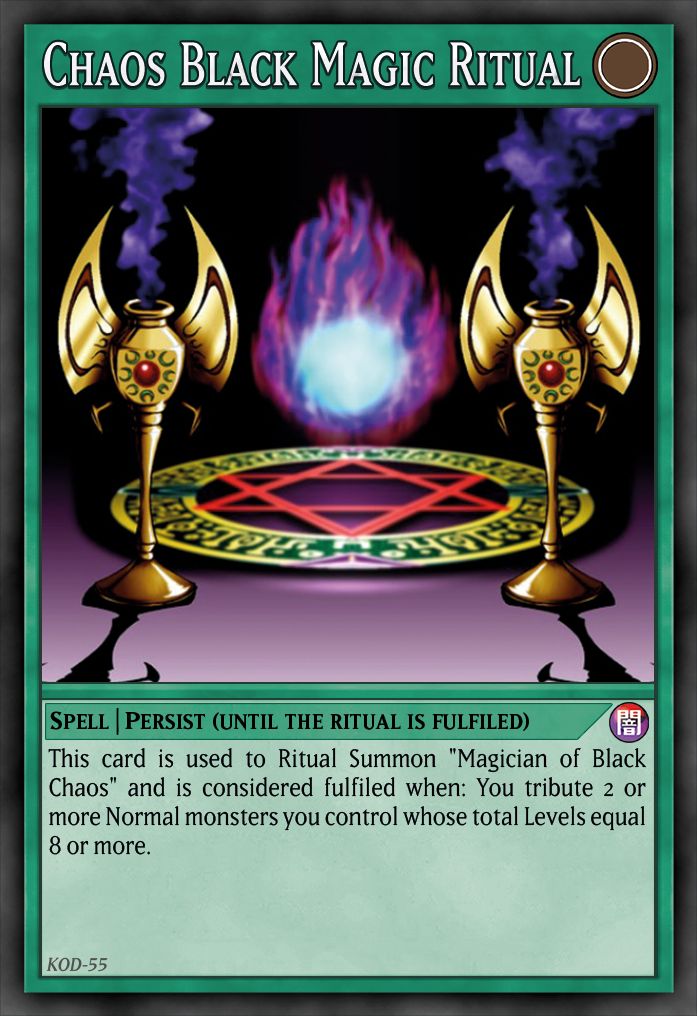 Chaos Black Magic Ritual
Spell | Persist (until the ritual is fulfiled)
闇
This card is used to Ritual Summon "Magician of Black
Chaos" and is considered fulfiled when: You tribute 2 or
more Normal monsters you control whose total Levels equal
8 or more.
KOD-55